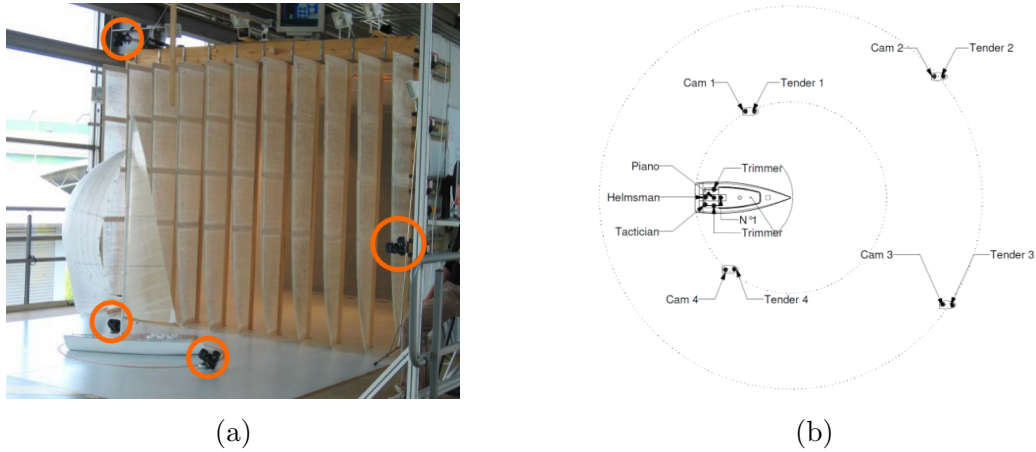 Cam 2
Tender 2
Cam 1
Tender 1
Piano
Trimmer
Helmsman
N°1
Tactician
Trimmer
Cam 3
Tender 3
Cam 4
Tender 4
(a)
(b)